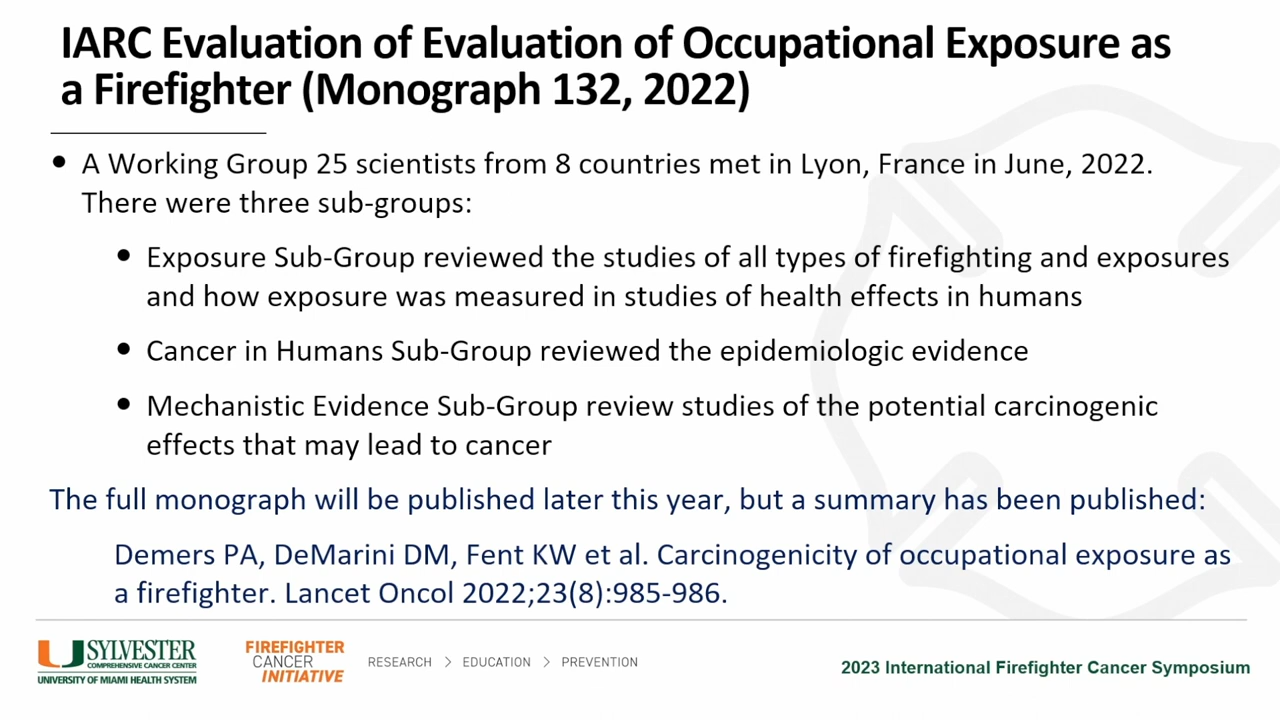 IARC Evaluation of Evaluation of Occupational Exposure as
a Firefighter (Monograph 132, 2022)
• A Working Group 25 scientists from 8 countries met in Lyon, France in June, 2022.
There were three sub-groups:
• Exposure Sub-Group reviewed the studies of all types of firefighting and exposures
and how exposure was measured in studies of health effects in humans
• Cancer in Humans Sub-Group reviewed the epidemiologic evidence
• Mechanistic Evidence Sub-Group review studies of the potential carcinogenic
effects that may lead to cancer
The full monograph will be published later this year, but a summary has been published:
Demers PA, DeMarini DM, Fent KW et al. Carcinogenicity of occupational exposure as
a firefighter. Lancet Oncol 2022;23(8):985-986.
SYLVESTER
COMPREHENSIVE CANCER CENTER
UNIVERSITY OF MIAMI HEALTH SYSTEM
FIREFIGHTER
CANCER
INITIATIVE
RESEARCH > EDUCATION > PREVENTION
2023 International Firefighter Cancer Symposium